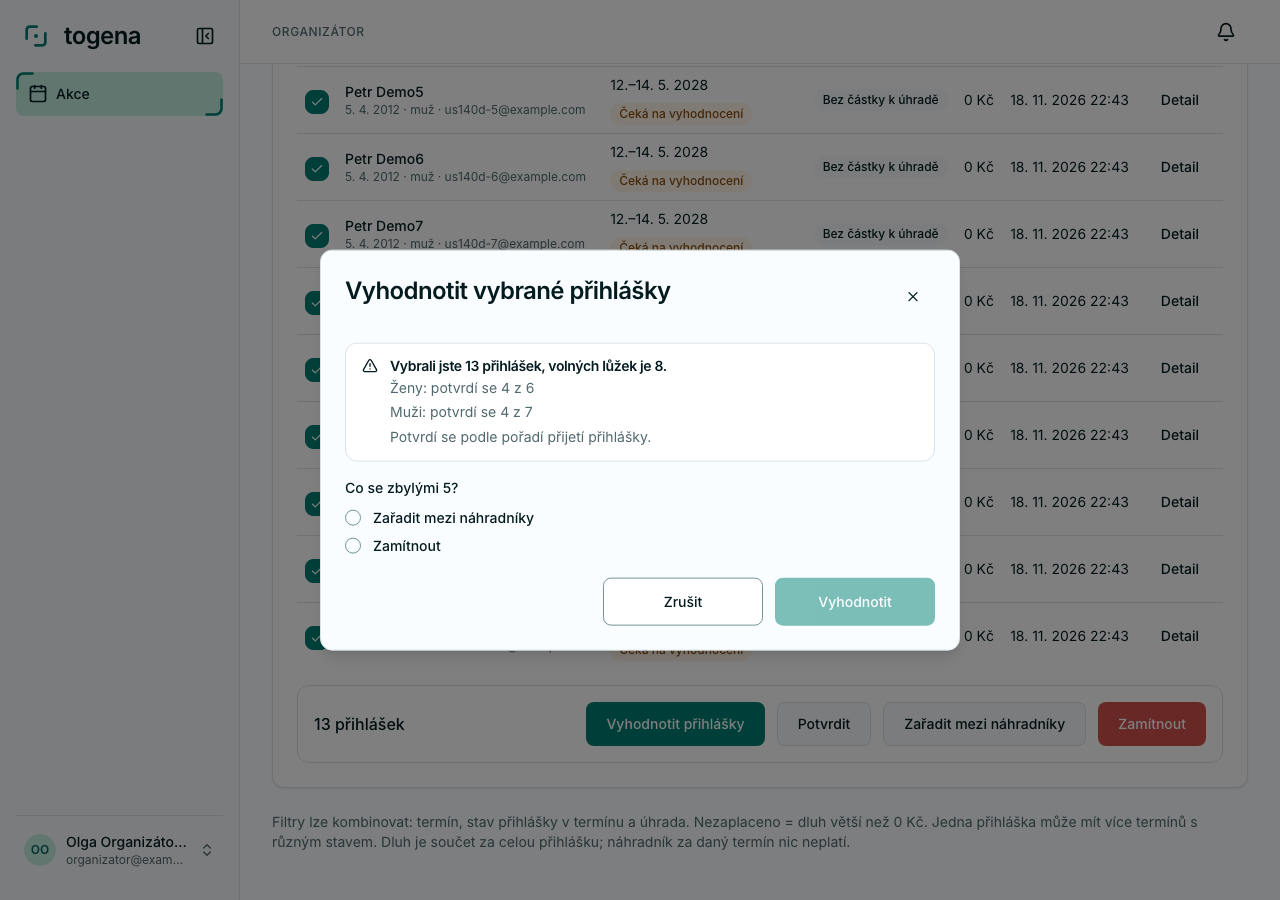 togena
ORGANIZÁTOR
Akce
Petr Demo5
5. 4. 2012 · muž · us140d-5@example.com
12.–14. 5. 2028
Čeká na vyhodnocení
Bez částky k úhradě
0 Kč
18. 11. 2026 22:43
Detail
Petr Demo6
5. 4. 2012 · muž · us140d-6@example.com
12.–14. 5. 2028
Čeká na vyhodnocení
Bez částky k úhradě
0 Kč
18. 11. 2026 22:43
Detail
Petr Demo7
5. 4. 2012 · muž · us140d-7@example.com
12.–14. 5. 2028
Čeká na vyhodnocení
Bez částky k úhradě
0 Kč
18. 11. 2026 22:43
Detail
Vyhodnotit vybrané přihlášky
Vybrali jste 13 přihlášek, volných lůžek je 8.
Ženy: potvrdí se 4 z 6
Muži: potvrdí se 4 z 7
Potvrdí se podle pořadí přijetí přihlášky.
Co se zbylými 5?
Zařadit mezi náhradníky
Zamítnout
Zrušit
Vyhodnotit
0 Kč 18. 11. 2026 22:43 Detail
0 Kč 18. 11. 2026 22:43 Detail
0 Kč 18. 11. 2026 22:43 Detail
0 Kč 18. 11. 2026 22:43 Detail
0 Kč 18. 11. 2026 22:43 Detail
0 Kč 18. 11. 2026 22:43 Detail
Čeká na vyhodnocení
13 přihlášek
Vyhodnotit přihlášky
Potvrdit
Zařadit mezi náhradníky
Zamítnout
Filtry lze kombinovat: termín, stav přihlášky v termínu a úhrada. Nezaplaceno = dluh větší než 0 Kč. Jedna přihláška může mít více termínů s
různým stavem. Dluh je součet za celou přihlášku; náhradník za daný termín nic neplatí.
OO
Olga Organizáto...
organizator@exam...